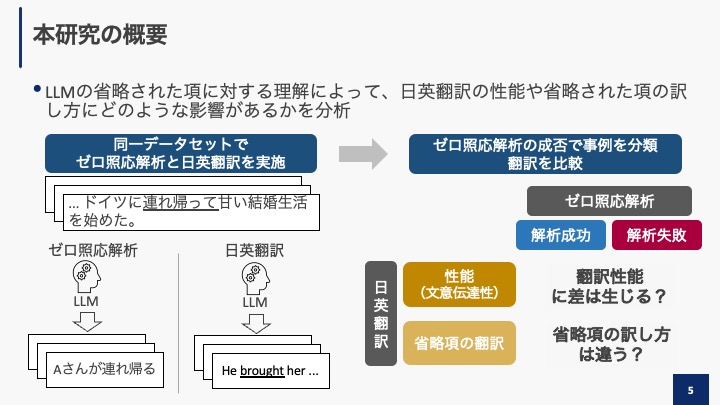 本研究の概要
•LLMの省略された項に対する理解によって、日英翻訳の性能や省略された項の訳
し方にどのような影響があるかを分析
同一データセットで
ゼロ照応解析と日英翻訳を実施
... ドイツに連れ帰って甘い結婚生活
を始めた。
ゼロ照応解析
日英翻訳
LLM
LLM
Aさんが連れ帰る
He brought her ...
ゼロ照応解析の成否で事例を分類
翻訳を比較
ゼロ照応解析
解析成功
解析失敗
日英翻訳
性能
（文意伝達性）
翻訳性能
に差は生じる？
省略項の翻訳
省略項の訳し方
は違う？
5